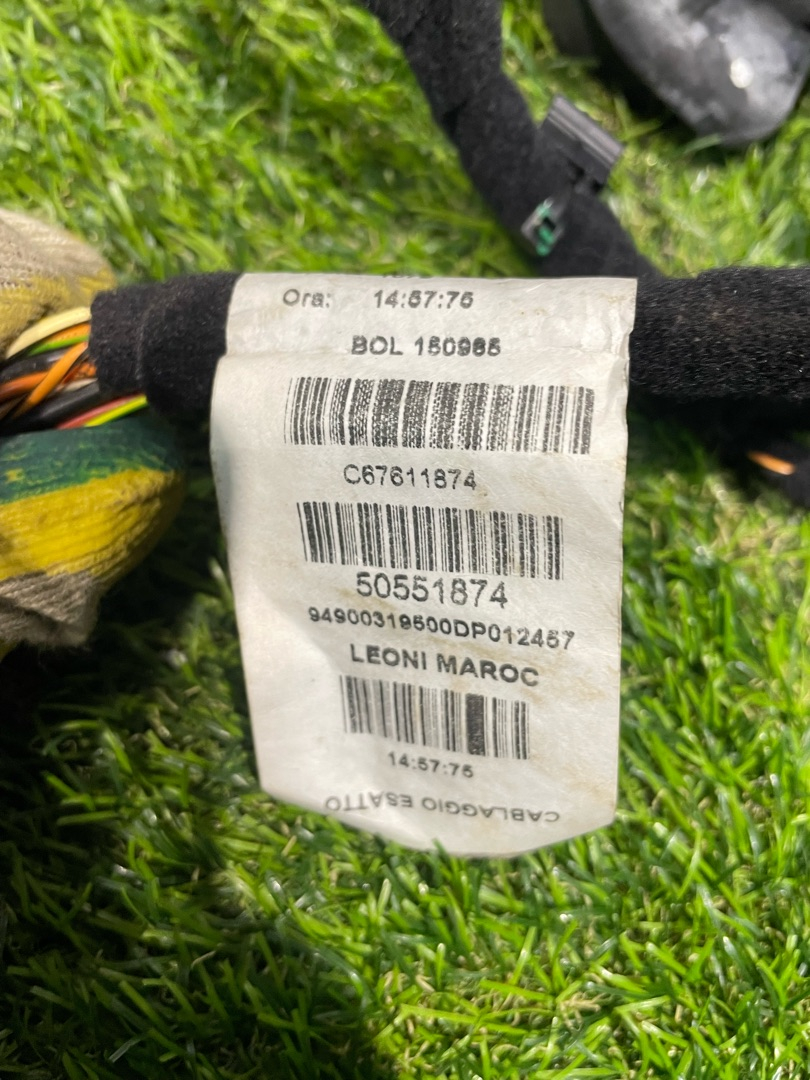 Ora: 14:57:75
BOL 150965
C67611874
50551874
94900319500DP012457
LEONI MAROC
14:57:75
CABLAGGIO ESATTO